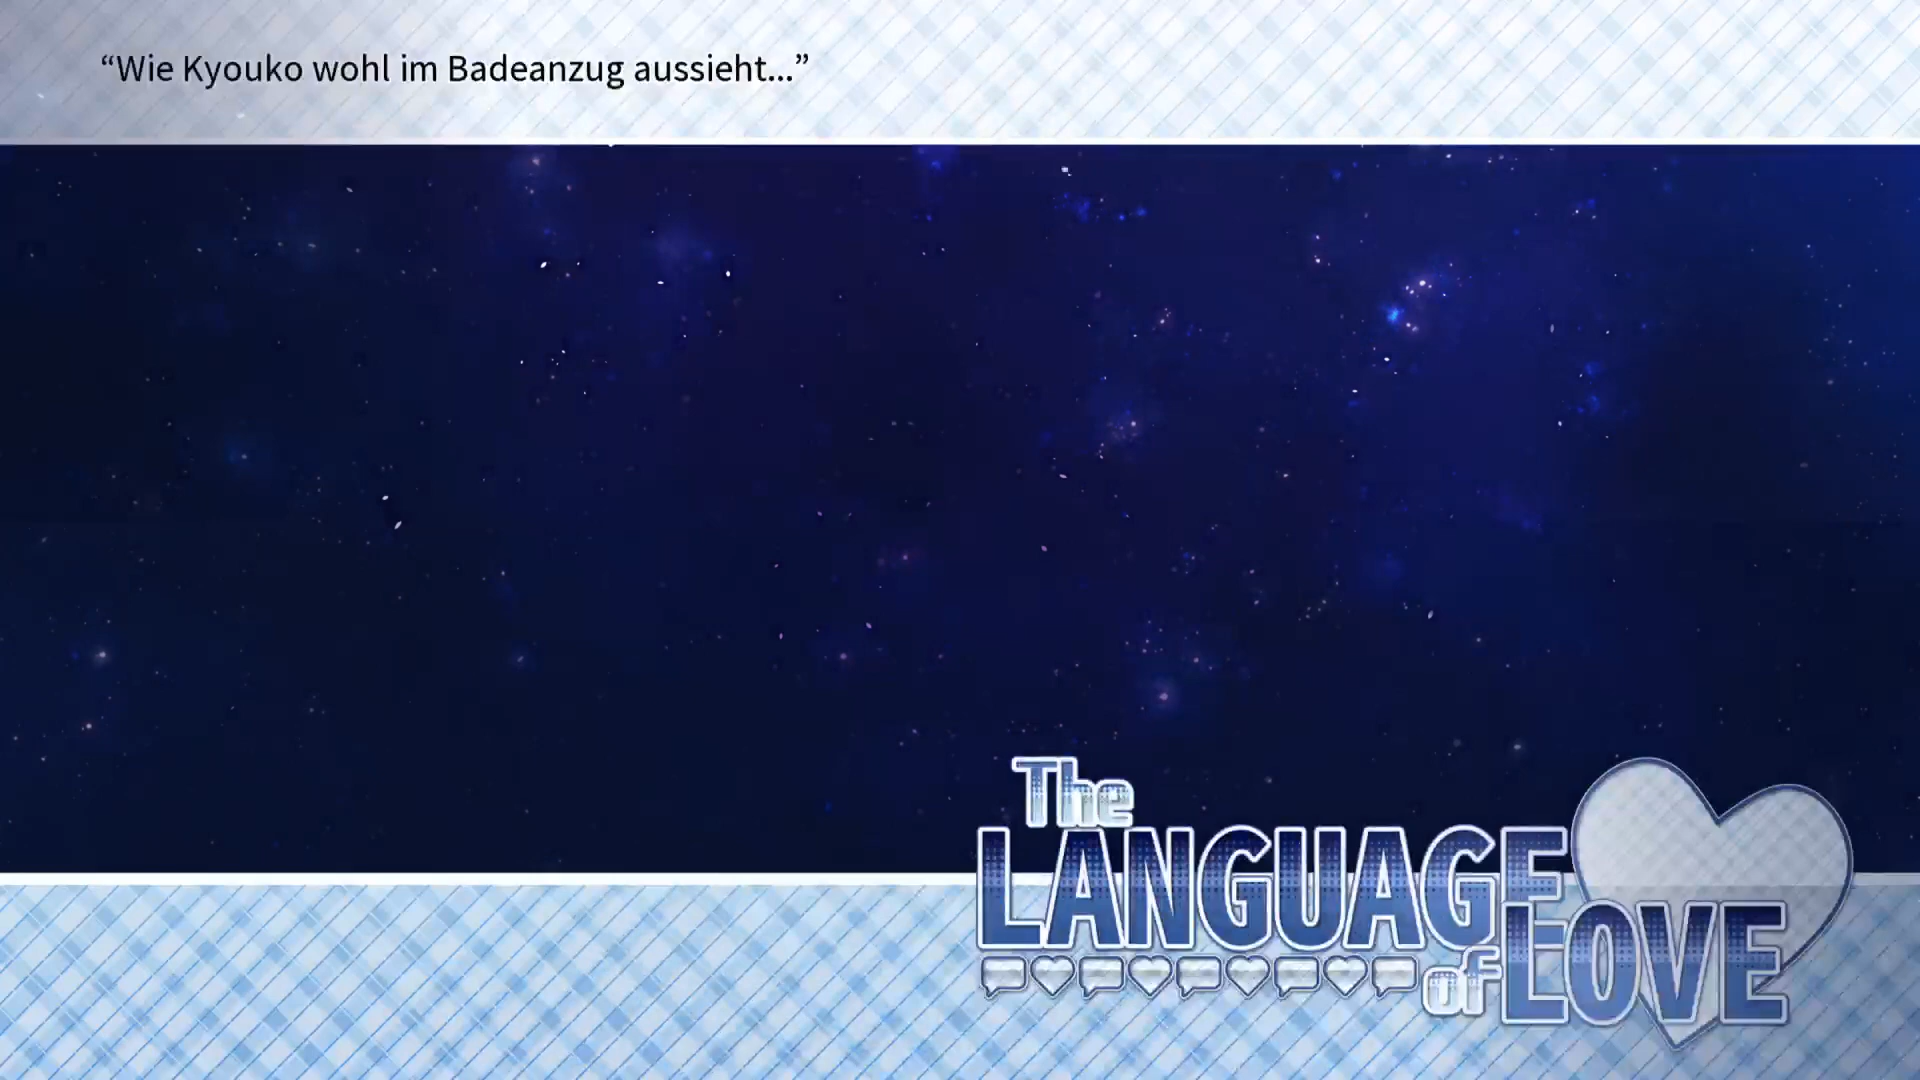 “Wie Kyouko wohl im Badeanzug aussieht...”
The
LANGUAGE
of LOVE